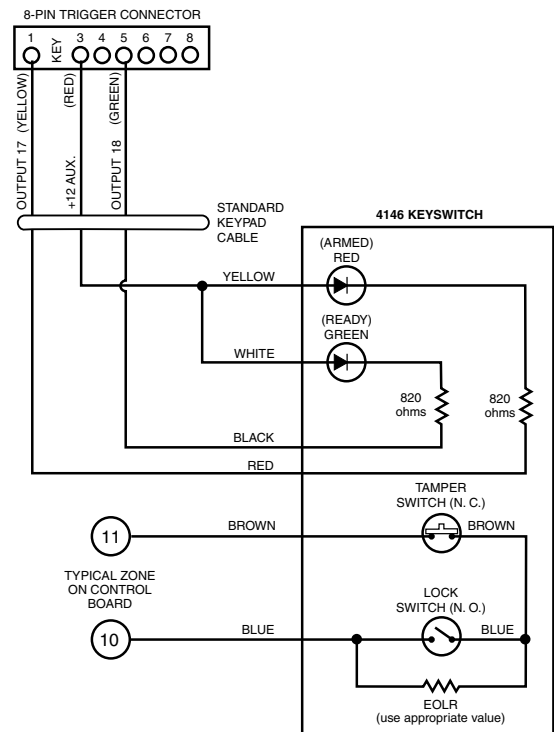 8-PIN TRIGGER CONNECTOR
1 KEY 3 4 5 6 7 8
OUTPUT 17 (YELLOW)
+12 AUX. (RED)
OUTPUT 18 (GREEN)
STANDARD
KEYPAD
CABLE
4146 KEYSWITCH
(ARMED)
RED
YELLOW
(READY)
GREEN
WHITE
820
ohms
820
ohms
BLACK
RED
TAMPER
SWITCH (N. C.)
11
BROWN
BROWN
TYPICAL ZONE
ON CONTROL
BOARD
LOCK
SWITCH (N. O.)
10
BLUE
BLUE
EOLR
(use appropriate value)